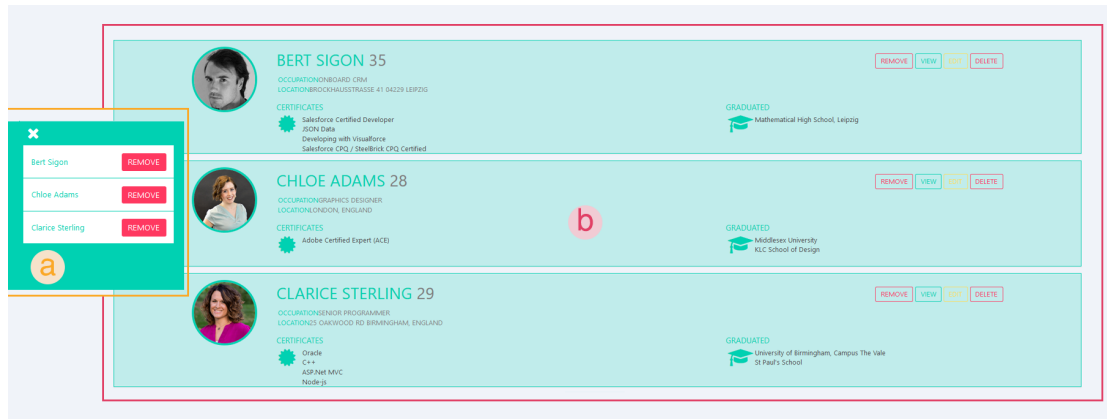 BERT SIGON 35
REMOVE VIEW DELETE
OCCUPATIONONBOARD CRM
LOCATIONBROCKHAUSSTRASSE 41 04229 LEIPZIG
CERTIFICATES
Salesforce Certified Developer
JSON Data
Developing with Visualforce
Salesforce CPQ / SteelBrick CPQ Certified
GRADUATED
Mathematical High School, Leipzig
Bert Sigon REMOVE
Chloe Adams REMOVE
Clarice Sterling REMOVE
a
CHLOE ADAMS 28
REMOVE VIEW DELETE
OCCUPATIONGRAPHICS DESIGNER
LOCATIONLONDON, ENGLAND
CERTIFICATES
Adobe Certified Expert (ACE)
b
GRADUATED
Middlesex University
KLC School of Design
CLARICE STERLING 29
REMOVE VIEW DELETE
OCCUPATIONSENIOR PROGRAMMER
LOCATION25 OAKWOOD RD BIRMINGHAM, ENGLAND
CERTIFICATES
Oracle
C++
ASP.Net MVC
Node-js
GRADUATED
University of Birmingham, Campus The Vale
St Paul's School